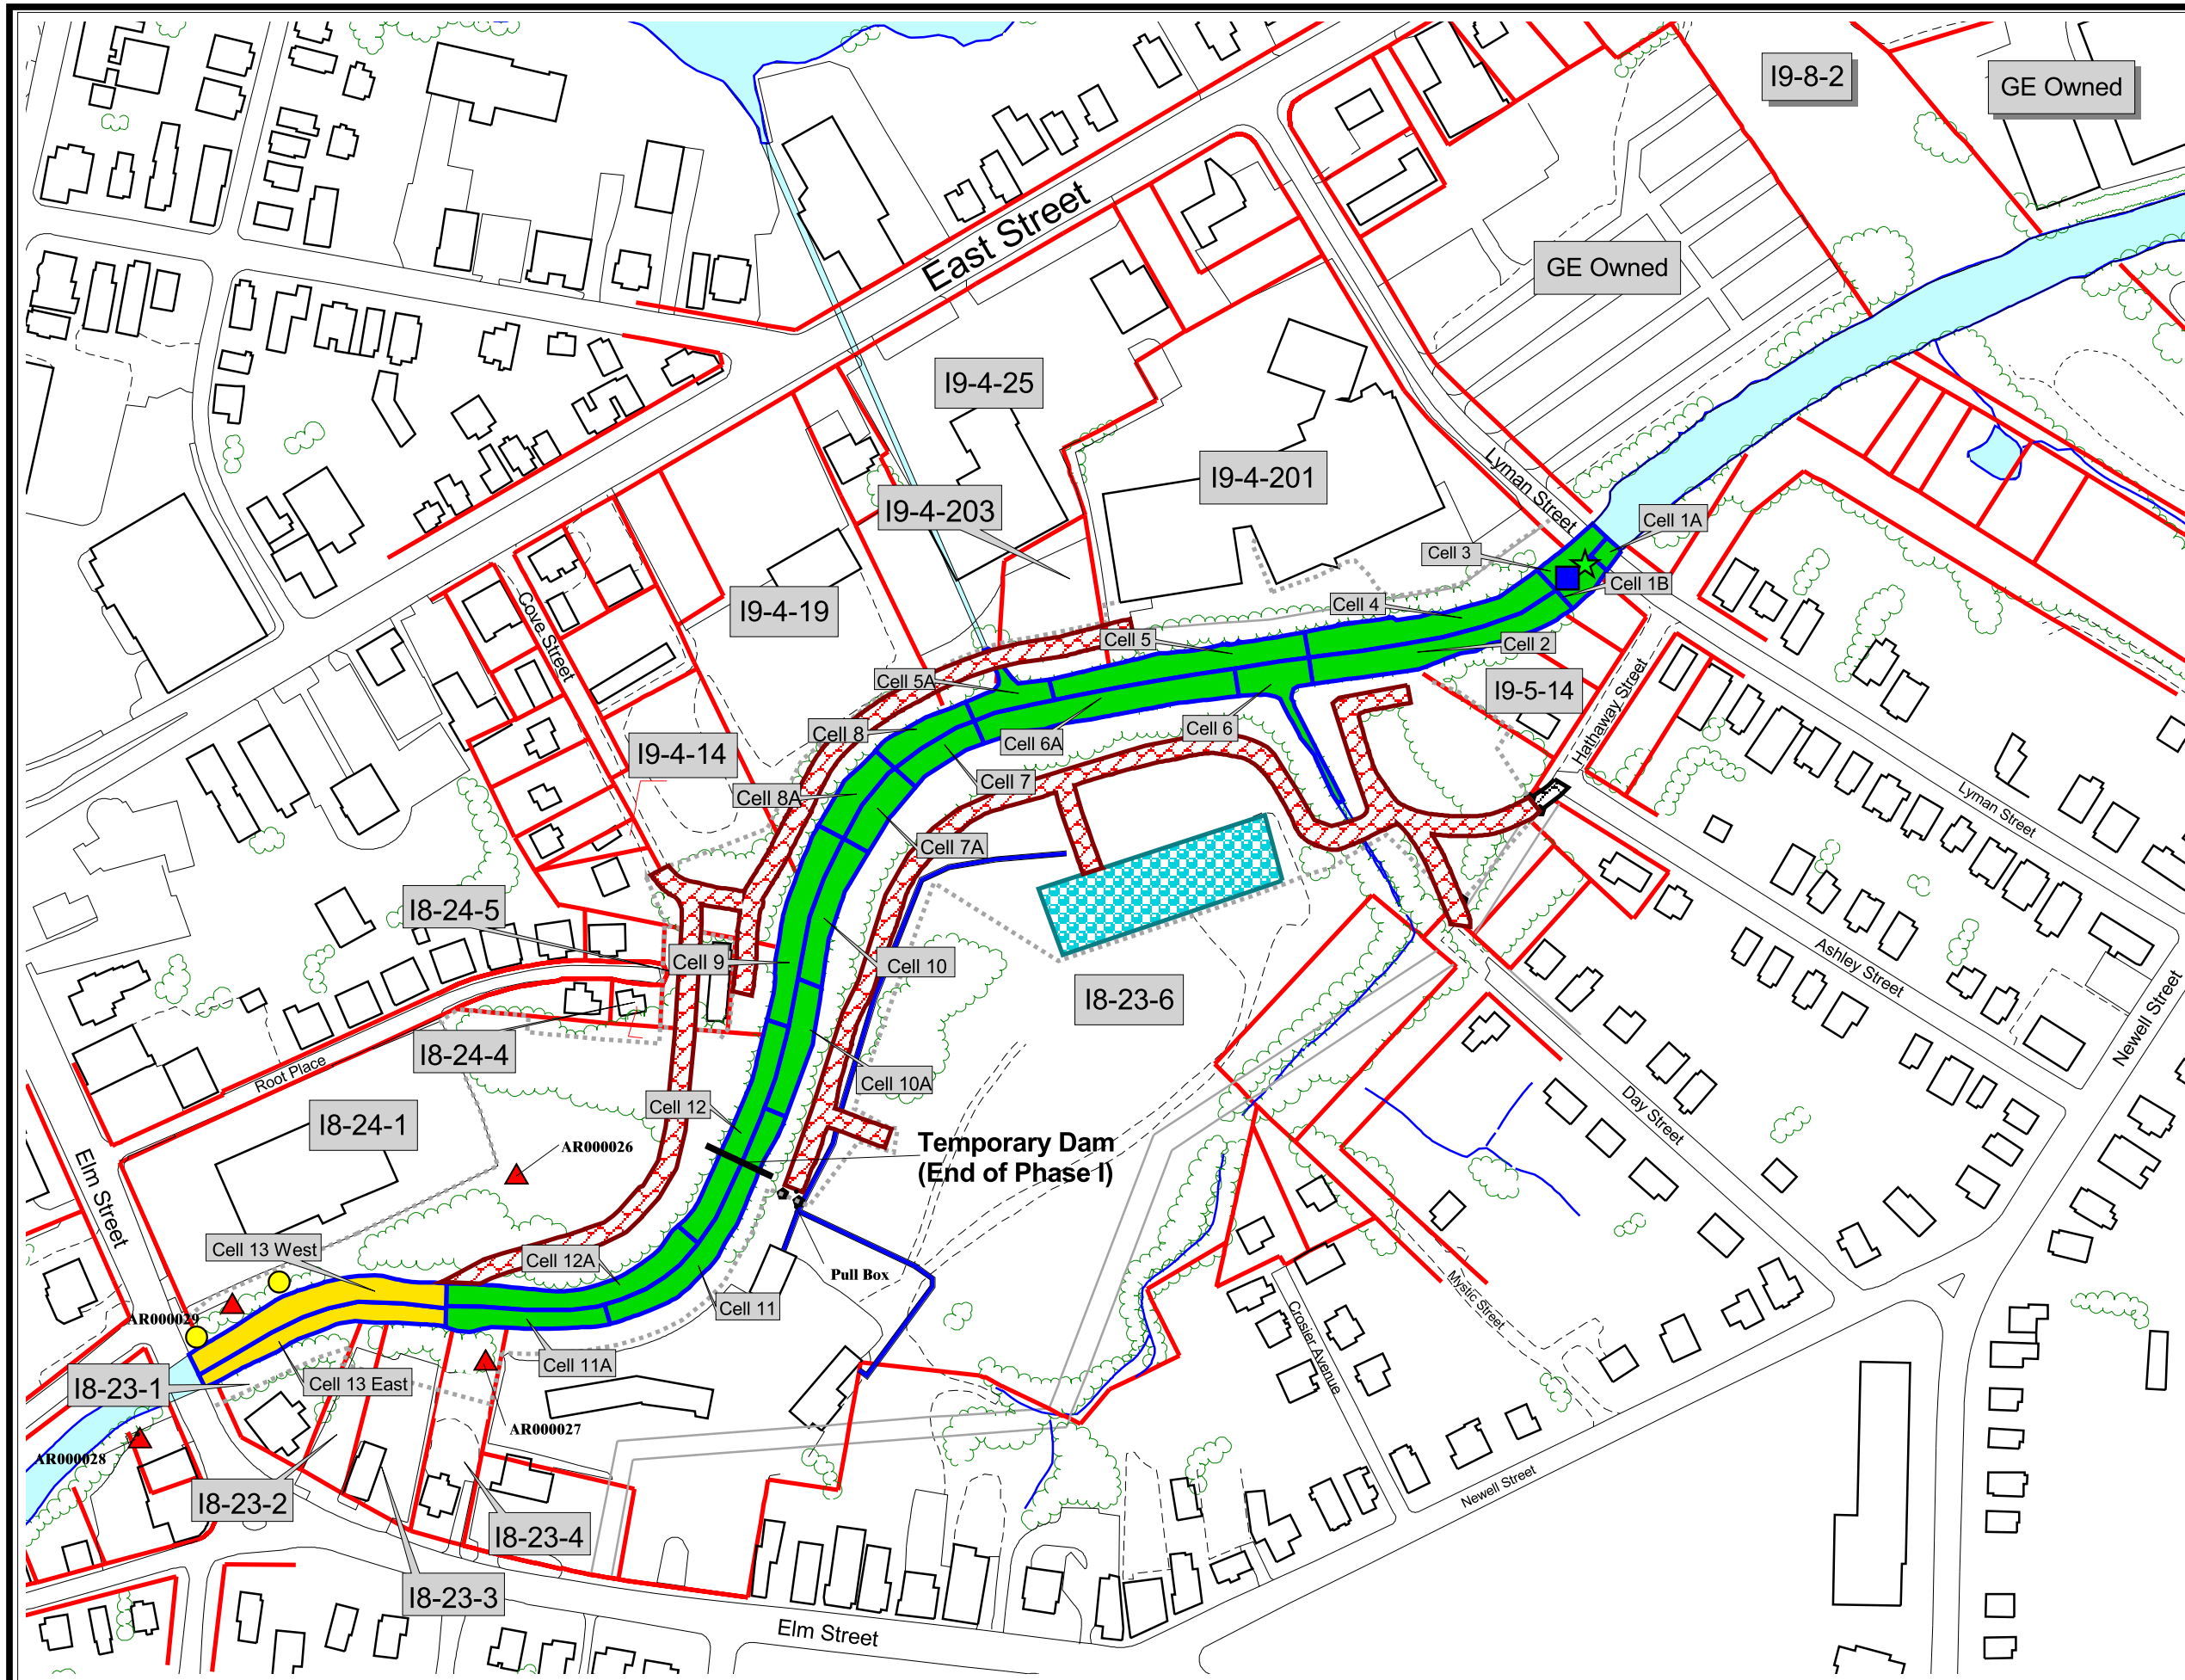 I9-8-2
GE Owned
East Street
GE Owned
I9-4-25
I9-4-201
Lyman Street
I9-4-203
Cell 1A
Cell 3
Cell 1B
Cove Street
I9-4-19
Cell 4
Cell 5
Cell 2
Cell 5A
I9-5-14
Hathaway Street
Cell 8
Cell 6A
Cell 6
I9-4-14
Cell 7
Cell 8A
Lyman Street
Cell 7A
I8-24-5
Cell 9
Cell 10
Ashley Street
I8-23-6
Newell Street
I8-24-4
Root Place
Cell 10A
Cell 12
Day Street
I8-24-1
AR000026
Temporary Dam
(End of Phase I)
Elm Street
Cell 13 West
Cell 12A
Pull Box
Mystic Street
AR000029
Cell 11
Crosier Avenue
Cell 11A
I8-23-1
Cell 13 East
AR000027
AR000028
I8-23-2
Newell Street
I8-23-4
I8-23-3
Elm Street